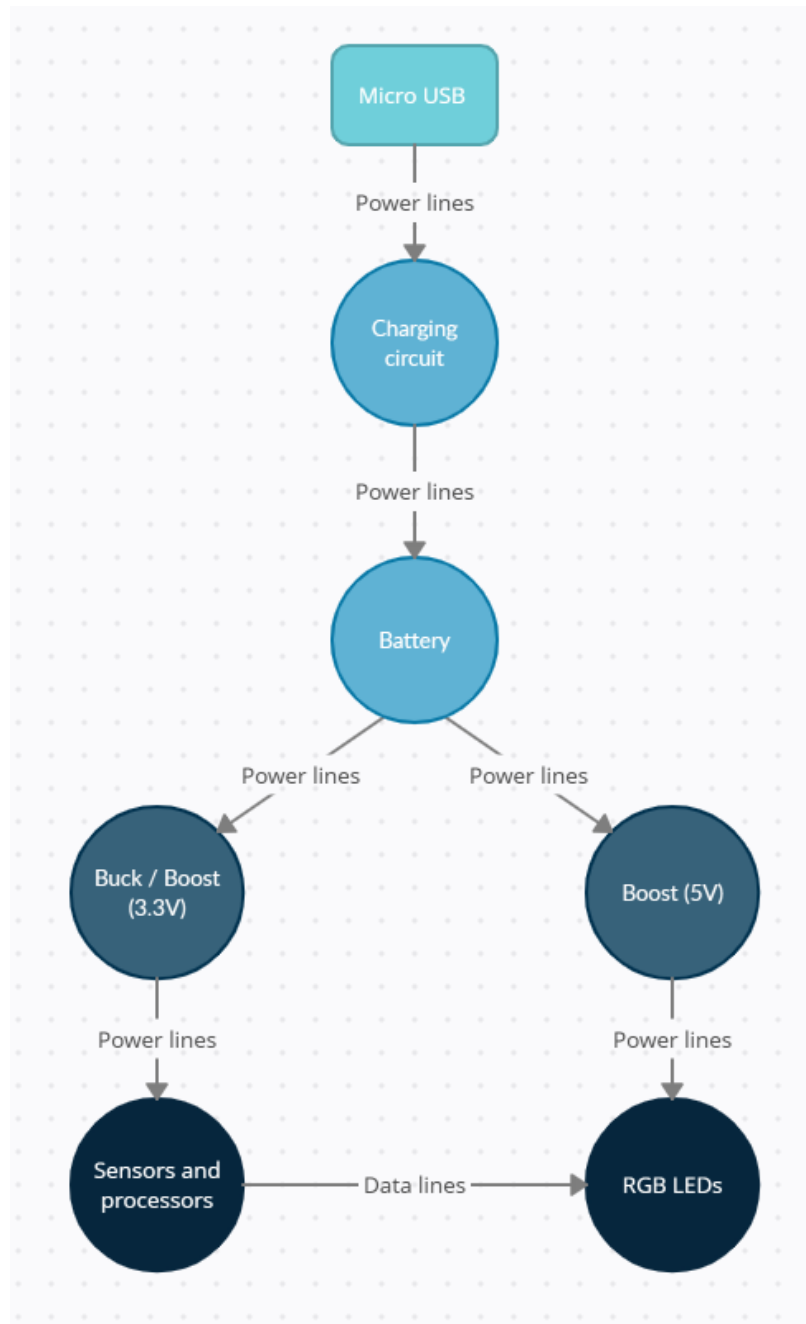 Micro USB
Power lines
Charging
circuit
Power lines
Battery
Power lines
Power lines
Buck / Boost
(3.3V)
Boost (5V)
Power lines
Power lines
Sensors and
processors
Data lines
RGB LEDs